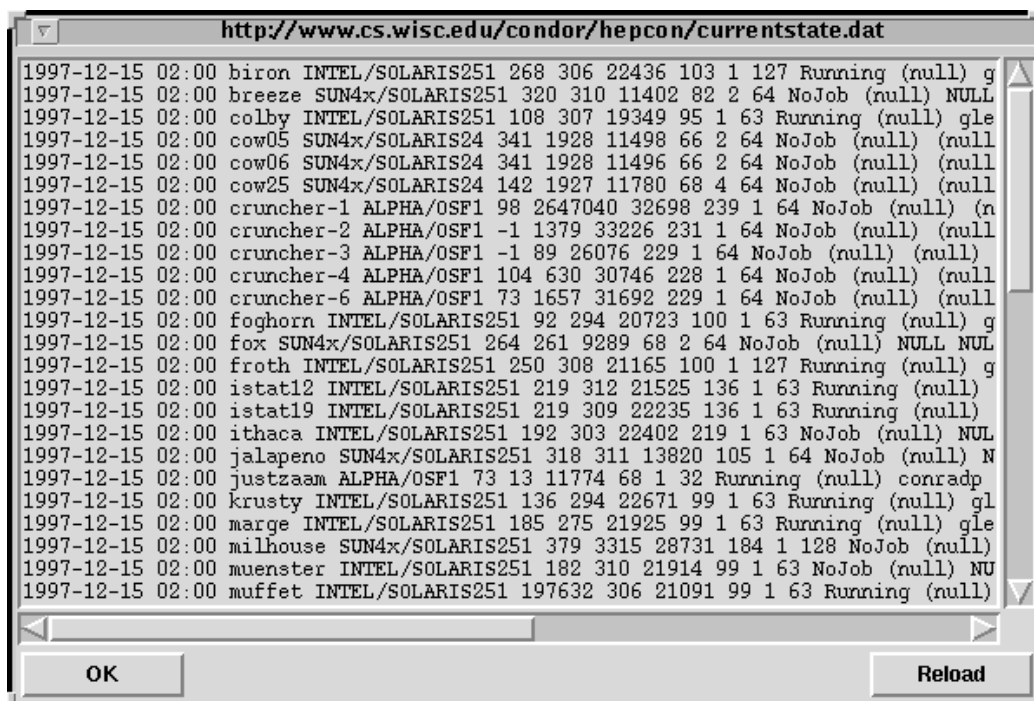 http://www.cs.wisc.edu/condor/hepcon/currentstate.dat
1997-12-15 02:00 biron INTEL/SOLARIS251 268 306 22436 103 1 127 Running (null) g
1997-12-15 02:00 breeze SUN4x/SOLARIS251 320 310 11402 82 2 64 NoJob (null) NULL
1997-12-15 02:00 colby INTEL/SOLARIS251 108 307 19349 95 1 63 Running (null) gle
1997-12-15 02:00 cow05 SUN4x/SOLARIS24 341 1928 11498 66 2 64 NoJob (null) (null
1997-12-15 02:00 cow06 SUN4x/SOLARIS24 341 1928 11496 66 2 64 NoJob (null) (null
1997-12-15 02:00 cow25 SUN4x/SOLARIS24 142 1927 11780 68 4 64 NoJob (null) (null
1997-12-15 02:00 cruncher-1 ALPHA/OSF1 98 2647040 32698 239 1 64 NoJob (null) (n
1997-12-15 02:00 cruncher-2 ALPHA/OSF1 -1 1379 33226 231 1 64 NoJob (null) (null
1997-12-15 02:00 cruncher-3 ALPHA/OSF1 -1 89 26076 229 1 64 NoJob (null) (null)
1997-12-15 02:00 cruncher-4 ALPHA/OSF1 104 630 30746 228 1 64 NoJob (null) (null
1997-12-15 02:00 cruncher-6 ALPHA/OSF1 73 1657 31692 229 1 64 NoJob (null) (null
1997-12-15 02:00 foghorn INTEL/SOLARIS251 92 294 20723 100 1 63 Running (null) g
1997-12-15 02:00 fox SUN4x/SOLARIS251 264 261 9289 68 2 64 NoJob (null) NULL NUL
1997-12-15 02:00 froth INTEL/SOLARIS251 250 308 21165 100 1 127 Running (null) g
1997-12-15 02:00 istat12 INTEL/SOLARIS251 219 312 21525 136 1 63 Running (null)
1997-12-15 02:00 istat19 INTEL/SOLARIS251 219 309 22235 136 1 63 Running (null)
1997-12-15 02:00 ithaca INTEL/SOLARIS251 192 303 22402 219 1 63 NoJob (null) NUL
1997-12-15 02:00 jalapeno SUN4x/SOLARIS251 318 311 13820 105 1 64 NoJob (null) N
1997-12-15 02:00 justzaam ALPHA/OSF1 73 13 11774 68 1 32 Running (null) conradp
1997-12-15 02:00 krusty INTEL/SOLARIS251 136 294 22671 99 1 63 Running (null) gl
1997-12-15 02:00 marge INTEL/SOLARIS251 185 275 21925 99 1 63 Running (null) gle
1997-12-15 02:00 milhouse SUN4x/SOLARIS251 379 3315 28731 184 1 128 NoJob (null)
1997-12-15 02:00 muenster INTEL/SOLARIS251 182 310 21914 99 1 63 NoJob (null) NU
1997-12-15 02:00 muffet INTEL/SOLARIS251 197632 306 21091 99 1 63 Running (null)
OK
Reload